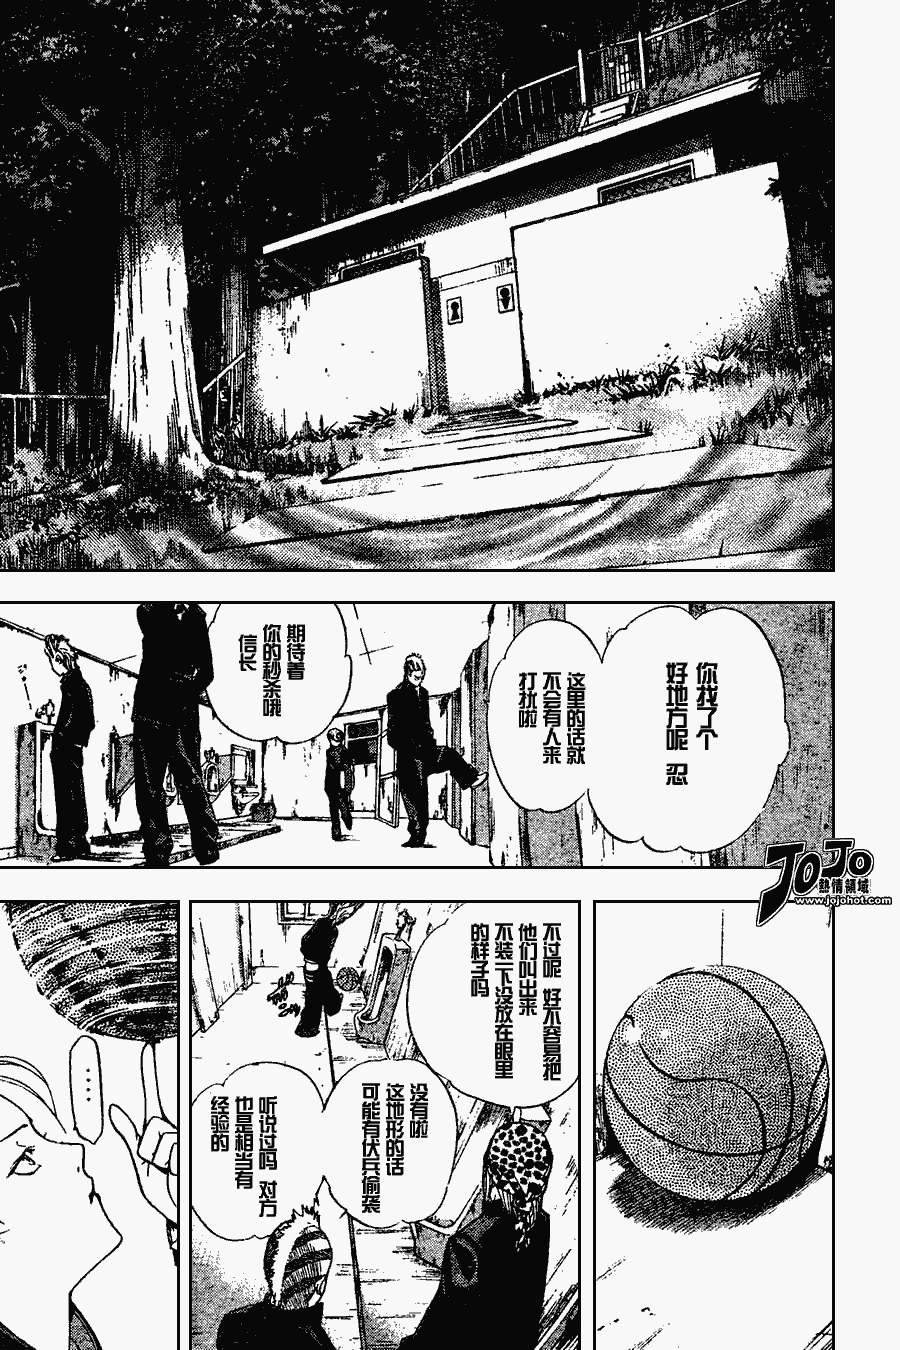 你找了个
好地方呢 忍
这里的话就
不会有人来
打扰啦
期待着
你的秒杀哦
信长
JOJO
熱情領域
www.jojohot.com
不过呢 好不容易把
他们叫出来
不装一下没放在眼里
的样子吗
没有啦
这地形的话
可能有伏兵偷袭
听说过吗 对方
也是相当有
经验的
····